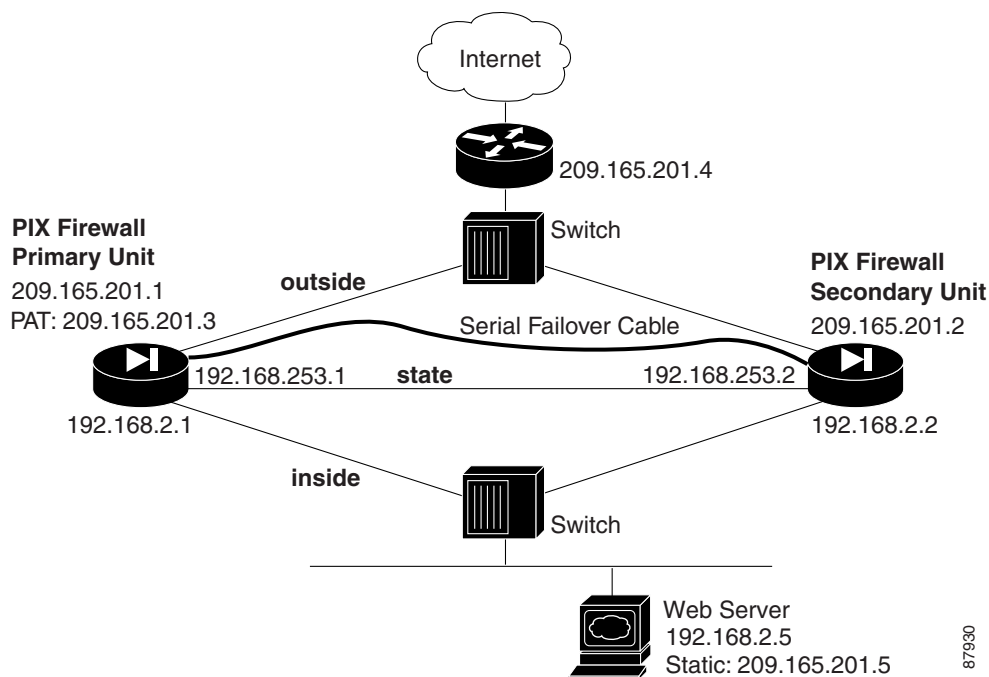 Internet
209.165.201.4
Switch
PIX Firewall
Primary Unit
209.165.201.1
PAT: 209.165.201.3
outside
PIX Firewall
Secondary Unit
209.165.201.2
Serial Failover Cable
192.168.253.1
state
192.168.253.2
192.168.2.1
192.168.2.2
inside
Switch
Web Server
192.168.2.5
Static: 209.165.201.5
87930